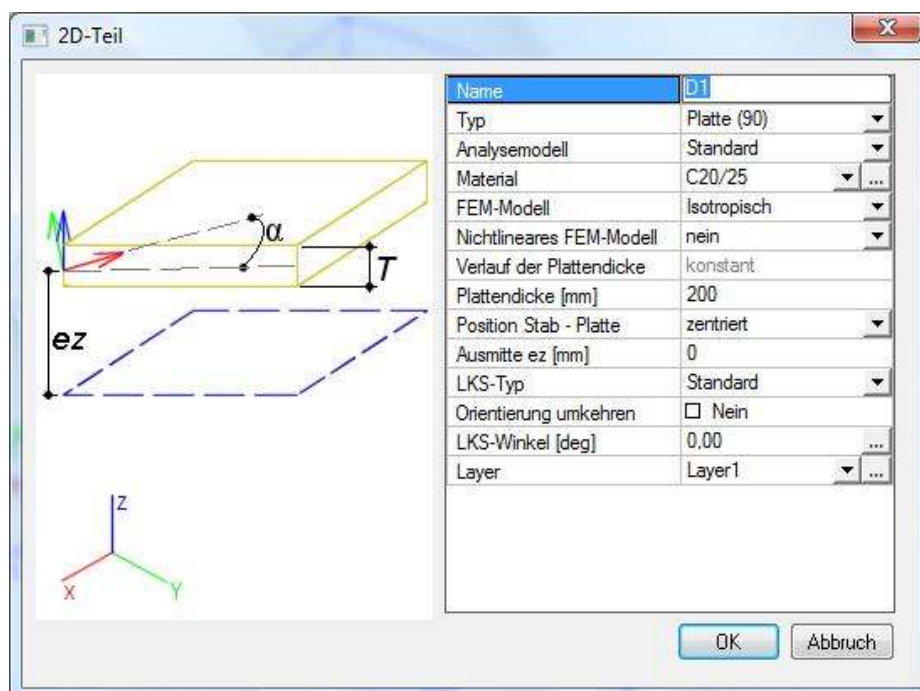 2D-Teil
Name D1
Typ Platte (90)
Analysemodell Standard
Material C20/25 ...
FEM-Modell Isotropisch
Nichtlineares FEM-Modell nein
Verlauf der Plattendicke konstant
Plattendicke [mm] 200
Position Stab - Platte zentriert
Ausmitte ez [mm] 0
LKS-Typ Standard
Orientierung umkehren Nein
LKS-Winkel [deg] 0,00 ...
Layer Layer1 ...
α
T
ez
Z
X
Y
OK Abbruch